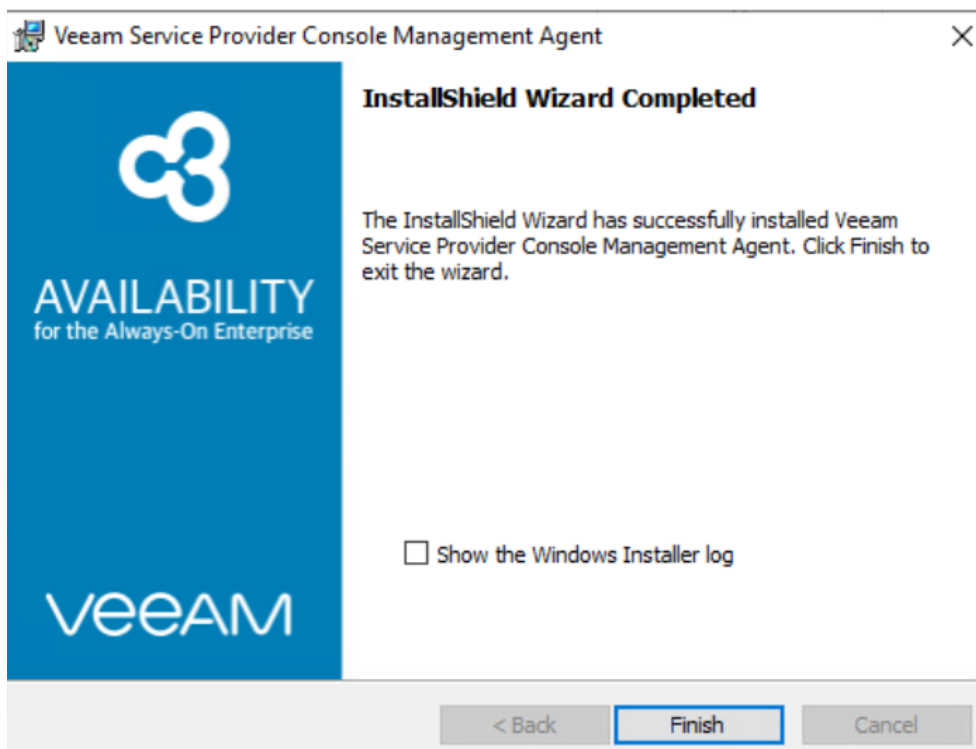 Veeam Service Provider Console Management Agent
InstallShield Wizard Completed
The InstallShield Wizard has successfully installed Veeam
Service Provider Console Management Agent. Click Finish to
exit the wizard.
AVAILABILITY
for the Always-On Enterprise
Show the Windows Installer log
VeeAM
< Back
Finish
Cancel